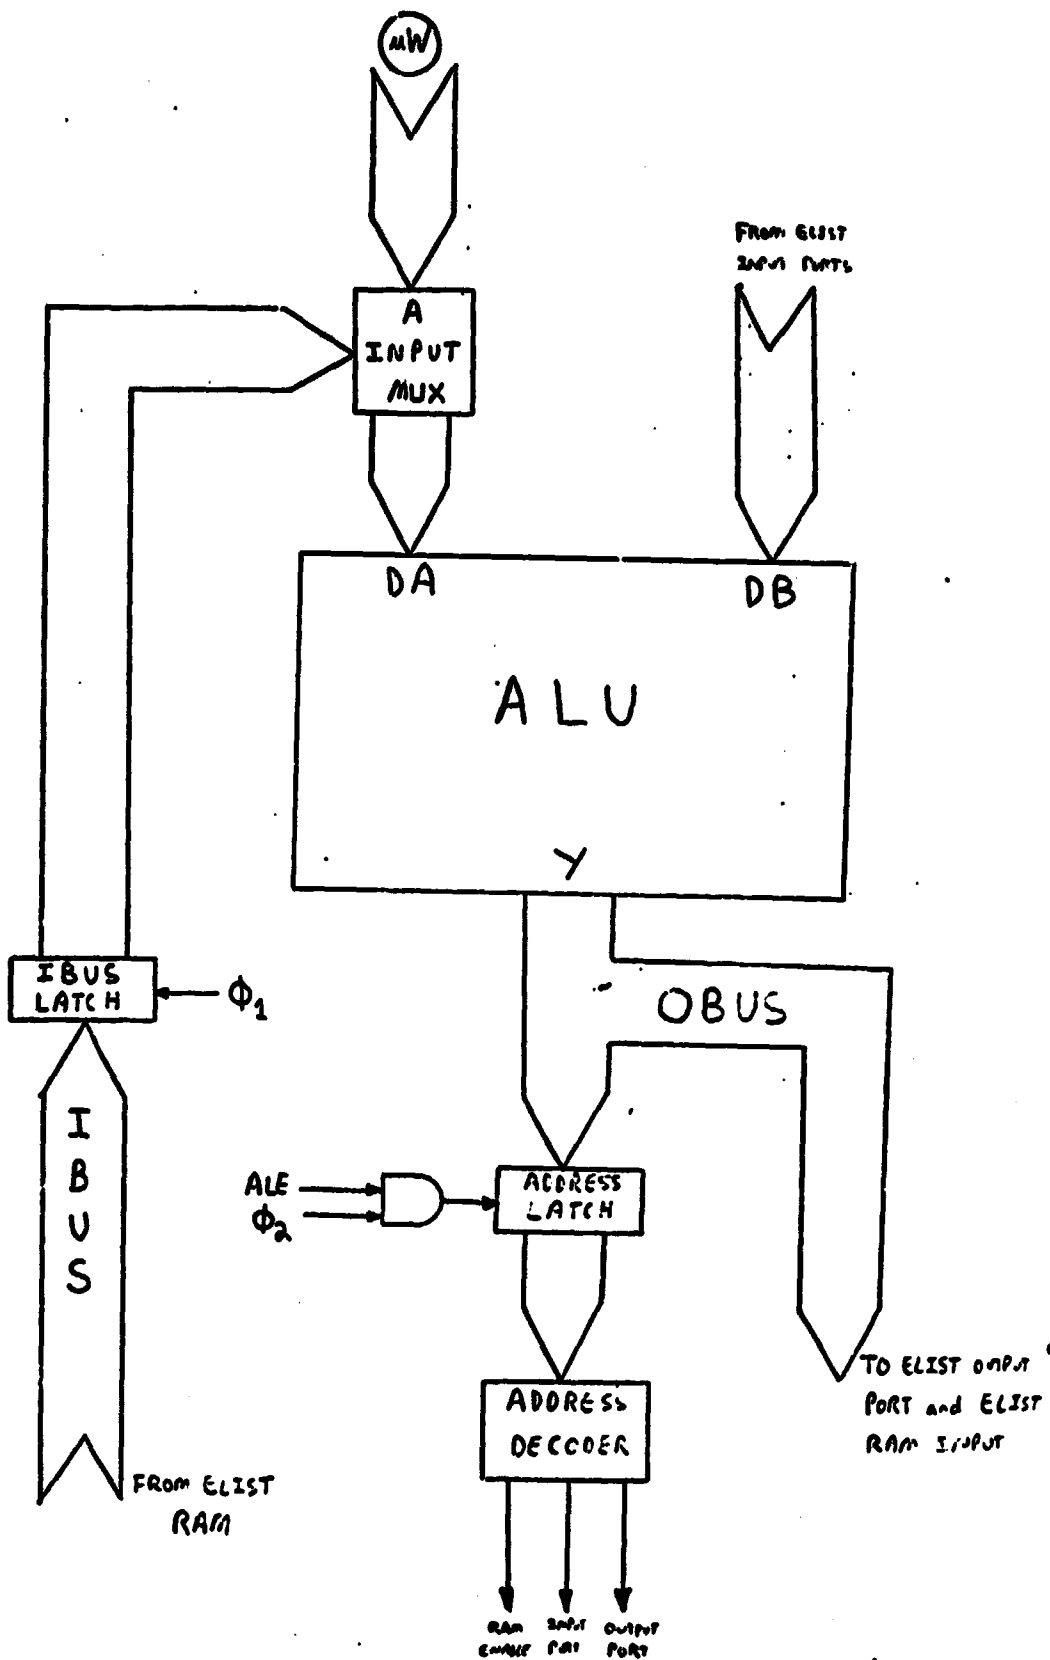 μW
FROM ELIST
INPUT PORTS
A
INPUT
MUX
DA
DB
ALU
Y
IBUS
LATCH
Φ1
OBUS
IBUS
ALE
Φ2
ADDRESS
LATCH
TO ELIST OUTPUT
PORT and ELIST
RAM INPUT
ADDRESS
DECODER
FROM ELIST
RAM
RAM
ENABLE
INPUT
PORT
OUTPUT
PORT